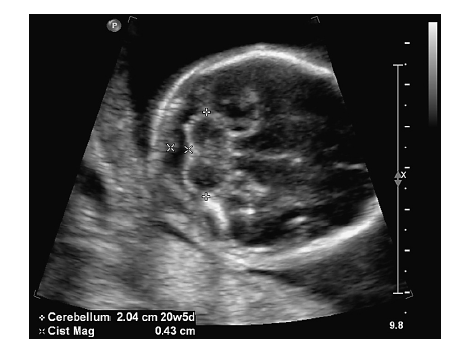 P
X
9.8
Cerebellum 2.04 cm 20w5d
Cist Mag 0.43 cm